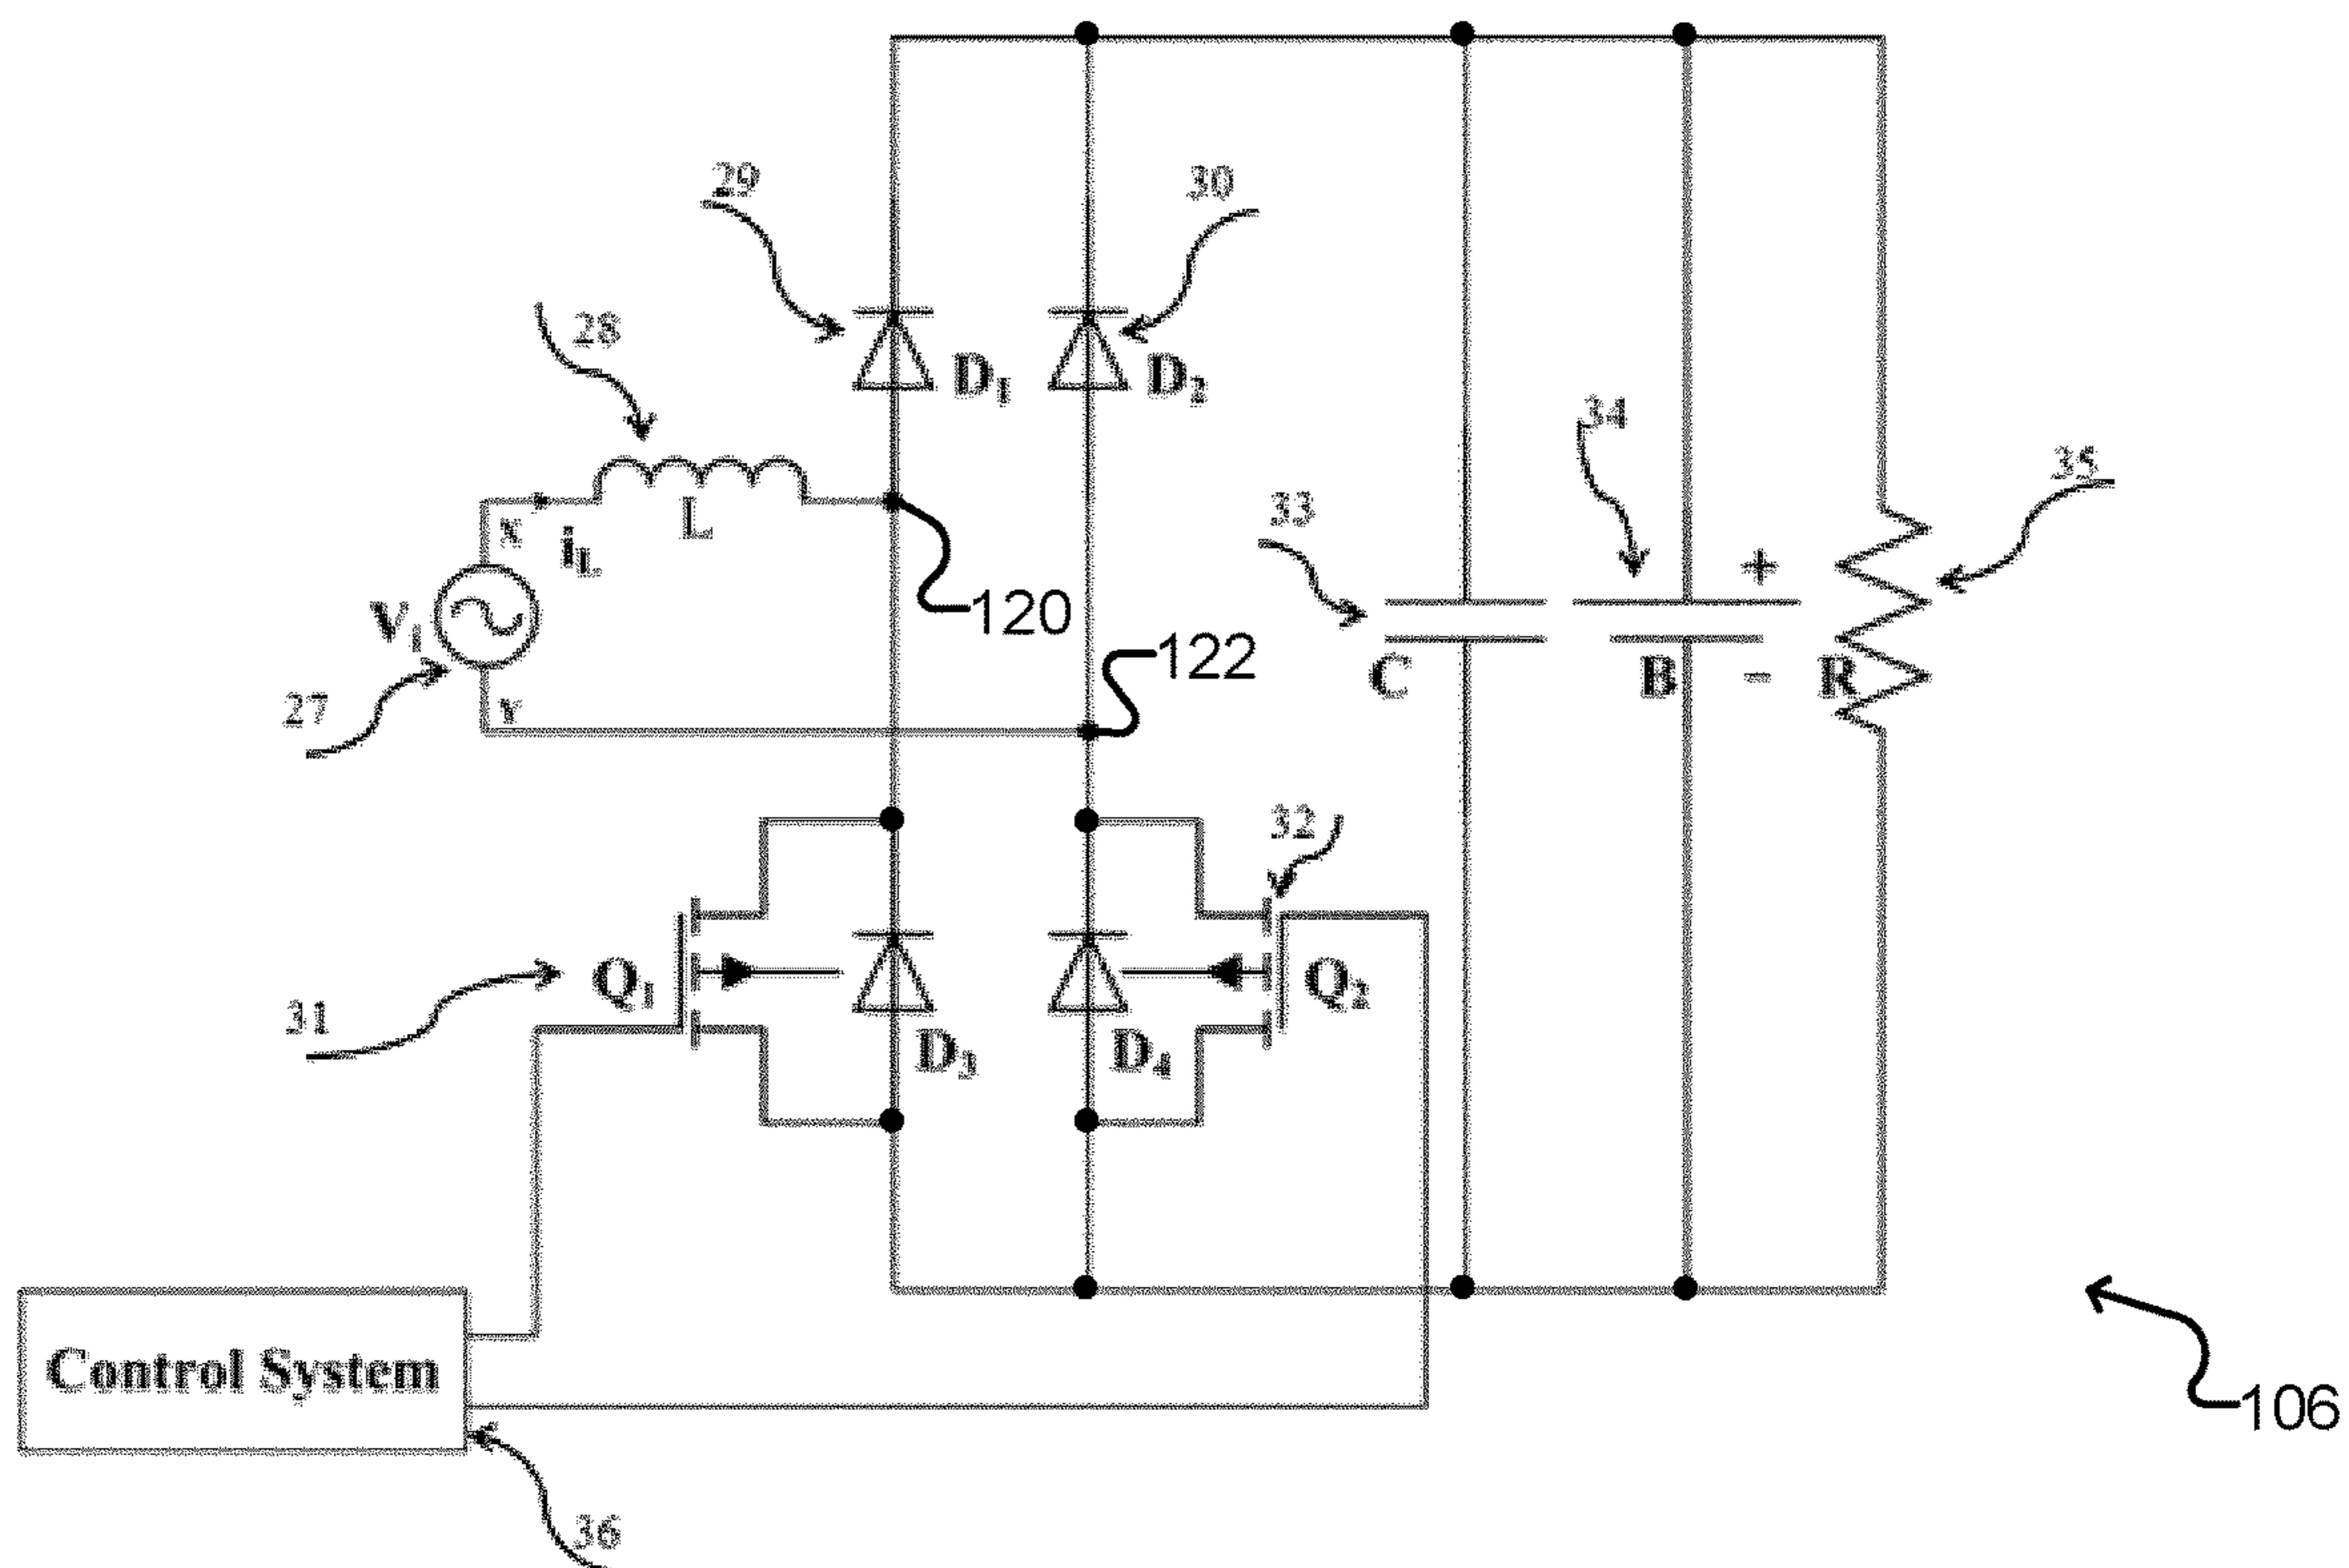 29
30
28
D1
D2
34
35
33
x
iL
L
120
V1
+
122
C
B
-
R
27
v
32
Q1
Q2
31
D3
D4
Control System
106
36